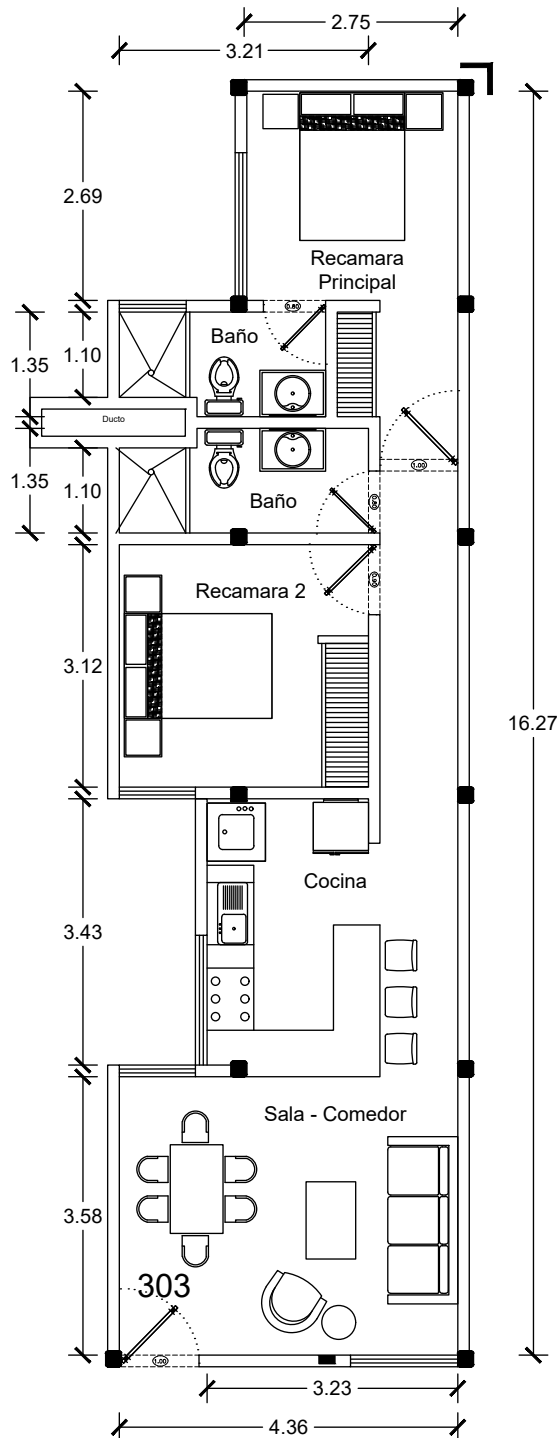 2.75
3.21
2.69
Recamara
Principal
0.80
Baño
1.35
1.10
Ducto
1.00
1.35
1.10
Baño
0.80
Recamara 2
0.90
3.12
16.27
Cocina
3.43
Sala - Comedor
3.58
303
1.00
3.23
4.36